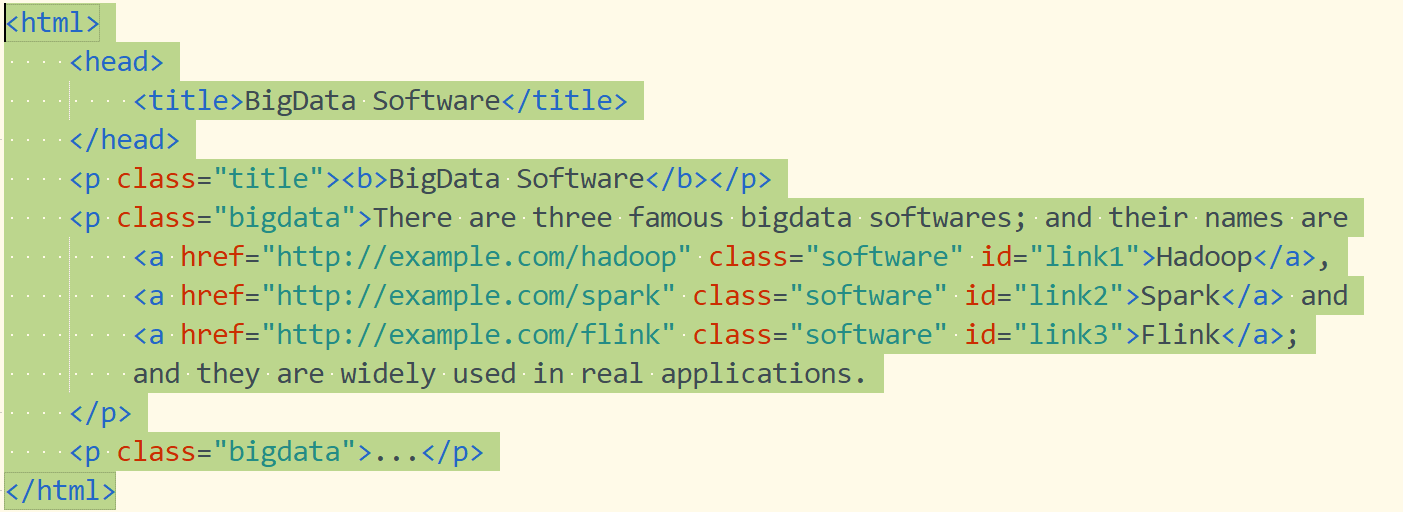 <html>
    <head>
        <title>BigData Software</title>
    </head>
    <p class="title"><b>BigData Software</b></p>
    <p class="bigdata">There are three famous bigdata softwares; and their names are
        <a href="http://example.com/hadoop" class="software" id="link1">Hadoop</a>,
        <a href="http://example.com/spark" class="software" id="link2">Spark</a> and
        <a href="http://example.com/flink" class="software" id="link3">Flink</a>;
        and they are widely used in real applications.
    </p>
    <p class="bigdata">...</p>
</html>